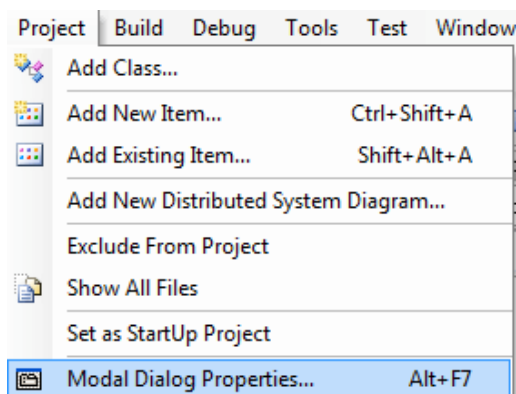 Project Build Debug Tools Test Window
Add Class...
Add New Item... Ctrl+Shift+A
Add Existing Item... Shift+Alt+A
Add New Distributed System Diagram...
Exclude From Project
Show All Files
Set as StartUp Project
Modal Dialog Properties... Alt+F7